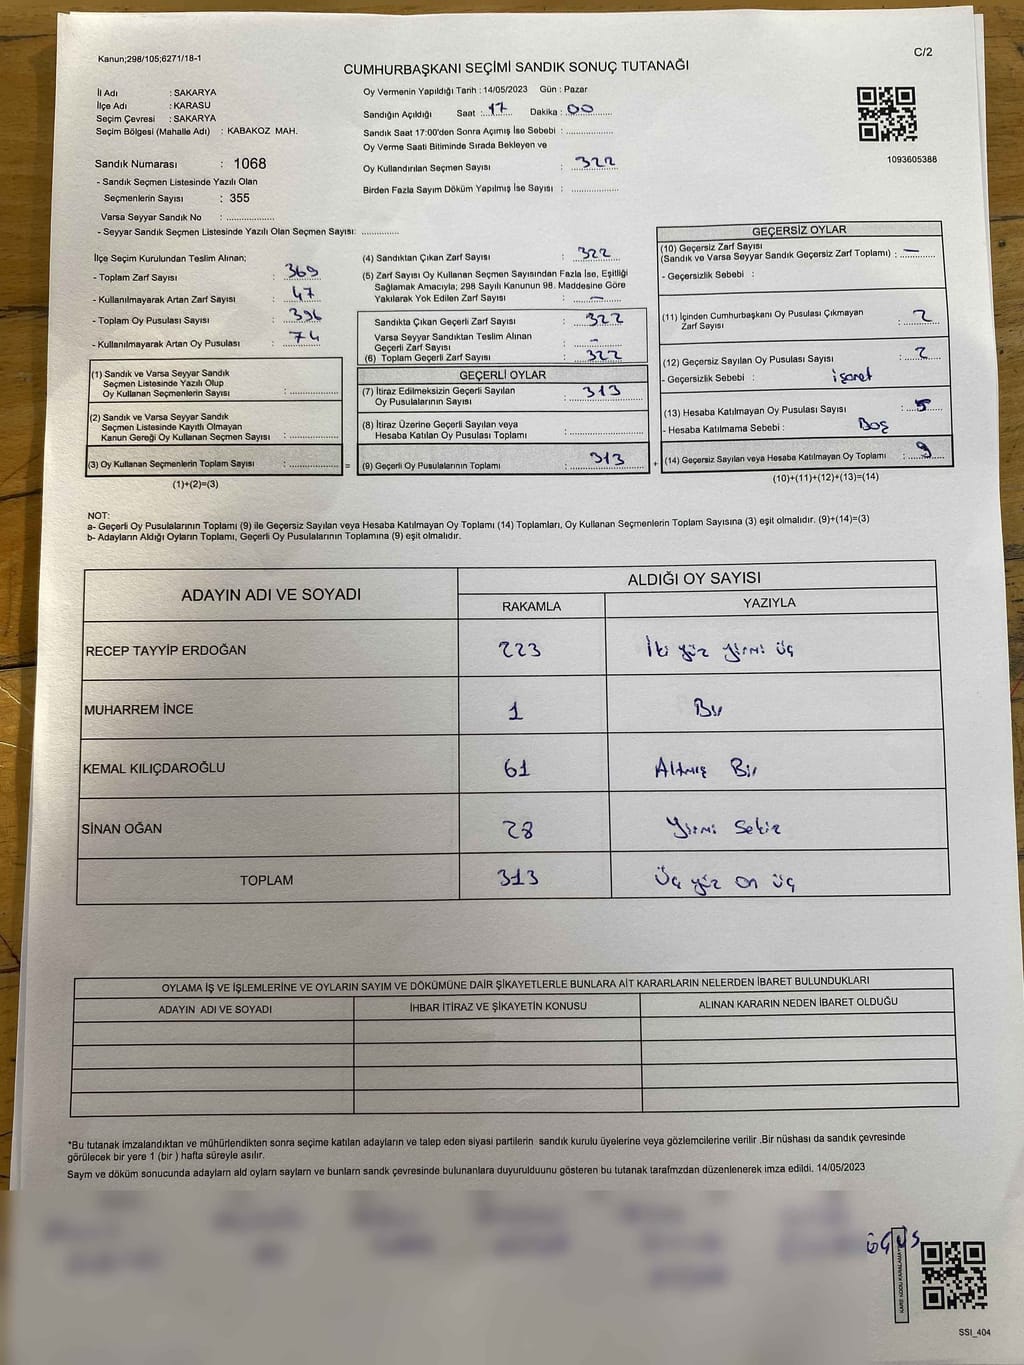 Kanun;298/105;6271/18-1
C/2
CUMHURBAŞKANI SEÇİMİ SANDIK SONUÇ TUTANAĞI
İl Adı : SAKARYA
İlçe Adı : KARASU
Seçim Çevresi : SAKARYA
Seçim Bölgesi (Mahalle Adı) : KABAKOZ MAH.
Sandık Numarası : 1068
- Sandık Seçmen Listesinde Yazılı Olan
Seçmenlerin Sayısı : 355
Varsa Seyyar Sandık No : ..................
- Seyyar Sandık Seçmen Listesinde Yazılı Olan Seçmen Sayısı: ..............
Oy Vermenin Yapıldığı Tarih : 14/05/2023 Gün : Pazar
Sandığın Açıldığı Saat : 17 Dakika : 00
Sandık Saat 17:00'den Sonra Açımış İse Sebebi : ..................
Oy Verme Saati Bitiminde Sırada Bekleyen ve
Oy Kullandırılan Seçmen Sayısı : 322
Birden Fazla Sayım Döküm Yapılmış İse Sayısı : ..................
1093605388
İlçe Seçim Kurulundan Teslim Alınan;
- Toplam Zarf Sayısı : 369
- Kullanılmayarak Artan Zarf Sayısı : 47
- Toplam Oy Pusulası Sayısı : 396
- Kullanılmayarak Artan Oy Pusulası : 74
(1) Sandık ve Varsa Seyyar Sandık
Seçmen Listesinde Yazılı Olup
Oy Kullanan Seçmenlerin Sayısı : ..................
(2) Sandık ve Varsa Seyyar Sandık
Seçmen Listesinde Kayıtlı Olmayan
Kanun Gereği Oy Kullanan Seçmen Sayısı : ..................
(3) Oy Kullanan Seçmenlerin Toplam Sayısı : .................. =
(1)+(2)=(3)
(4) Sandıktan Çıkan Zarf Sayısı : 322
(5) Zarf Sayısı Oy Kullanan Seçmen Sayısından Fazla İse, Eşitliği
Sağlamak Amacıyla; 298 Sayılı Kanunun 98. Maddesine Göre
Yakılarak Yok Edilen Zarf Sayısı : —
Sandıkta Çıkan Geçerli Zarf Sayısı : 322
Varsa Seyyar Sandıktan Teslim Alınan
Geçerli Zarf Sayısı : -
(6) Toplam Geçerli Zarf Sayısı : 322
GEÇERLİ OYLAR
(7) İtiraz Edilmeksizin Geçerli Sayılan
Oy Pusulalarının Sayısı : 313
(8) İtiraz Üzerine Geçerli Sayılan veya
Hesaba Katılan Oy Pusulası Toplamı : ..................
(9) Geçerli Oy Pusulalarının Toplamı : 313 +
GEÇERSİZ OYLAR
(10) Geçersiz Zarf Sayısı
(Sandık ve Varsa Seyyar Sandık Geçersiz Zarf Toplamı) : —
- Geçersizlik Sebebi :
(11) İçinden Cumhurbaşkanı Oy Pusulası Çıkmayan
Zarf Sayısı : 2
(12) Geçersiz Sayılan Oy Pusulası Sayısı : 2
- Geçersizlik Sebebi : işaret
(13) Hesaba Katılmayan Oy Pusulası Sayısı : 5
- Hesaba Katılmama Sebebi : Boş
(14) Geçersiz Sayılan veya Hesaba Katılmayan Oy Toplamı : 9
(10)+(11)+(12)+(13)=(14)
NOT:
a- Geçerli Oy Pusulalarının Toplamı (9) ile Geçersiz Sayılan veya Hesaba Katılmayan Oy Toplamı (14) Toplamları, Oy Kullanan Seçmenlerin Toplam Sayısına (3) eşit olmalıdır. (9)+(14)=(3)
b- Adayların Aldığı Oyların Toplamı, Geçerli Oy Pusulalarının Toplamına (9) eşit olmalıdır.
ADAYIN ADI VE SOYADI
ALDIĞI OY SAYISI
RAKAMLA YAZIYLA
RECEP TAYYİP ERDOĞAN 223 İki yüz yirmi üç
MUHARREM İNCE 1 Bir
KEMAL KILIÇDAROĞLU 61 Altmış Bir
SİNAN OĞAN 28 Yirmi Sekiz
TOPLAM 313 Üç yüz on üç
OYLAMA İŞ VE İŞLEMLERİNE VE OYLARIN SAYIM VE DÖKÜMÜNE DAİR ŞİKAYETLERLE BUNLARA AİT KARARLARIN NELERDEN İBARET BULUNDUKLARI
ADAYIN ADI VE SOYADI İHBAR İTİRAZ VE ŞİKAYETİN KONUSU ALINAN KARARIN NEDEN İBARET OLDUĞU
*Bu tutanak imzalandıktan ve mühürlendikten sonra seçime katılan adayların ve talep eden siyasi partilerin sandık kurulu üyelerine veya gözlemcilerine verilir .Bir nüshası da sandık çevresinde
görülecek bir yere 1 (bir ) hafta süreyle asılır.
Saym ve döküm sonucunda adaylarn ald oylarn saylarn ve bunlarn sandk çevresinde bulunanlara duyurulduunu gösteren bu tutanak tarafmzdan düzenlenerek imza edildi. 14/05/2023
KARE KODU KARALAMAYINIZ
SSI_404